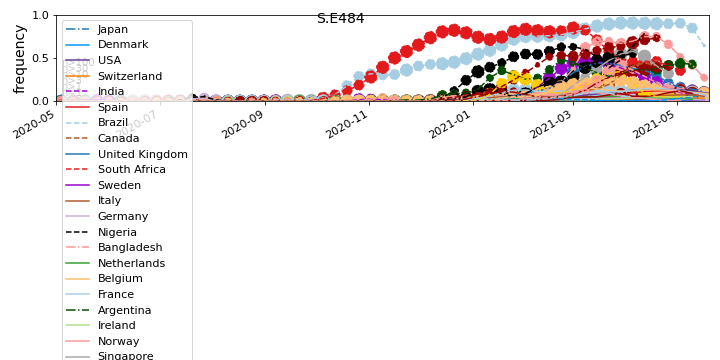 S.E484
frequency
1.0
0.5
0.0
2020-05
2020-07
2020-09
2020-11
2021-01
2021-03
2021-05
Japan
Denmark
USA
Switzerland
India
Spain
Brazil
Canada
United Kingdom
South Africa
Sweden
Italy
Germany
Nigeria
Bangladesh
Netherlands
Belgium
France
Argentina
Ireland
Norway
Singapore